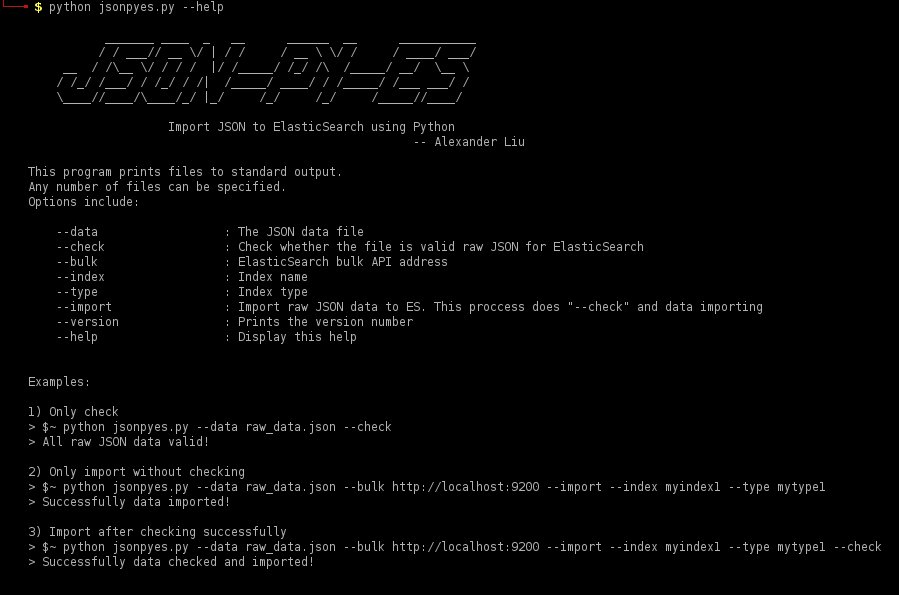 $ python jsonpyes.py --help
JSON-PY-ES
Import JSON to ElasticSearch using Python
-- Alexander Liu
This program prints files to standard output.
Any number of files can be specified.
Options include:
--data : The JSON data file
--check : Check whether the file is valid raw JSON for ElasticSearch
--bulk : ElasticSearch bulk API address
--index : Index name
--type : Index type
--import : Import raw JSON data to ES. This proccess does "--check" and data importing
--version : Prints the version number
--help : Display this help
Examples:
1) Only check
> $~ python jsonpyes.py --data raw_data.json --check
> All raw JSON data valid!
2) Only import without checking
> $~ python jsonpyes.py --data raw_data.json --bulk http://localhost:9200 --import --index myindex1 --type mytype1
> Successfully data imported!
3) Import after checking successfully
> $~ python jsonpyes.py --data raw_data.json --bulk http://localhost:9200 --import --index myindex1 --type mytype1 --check
> Successfully data checked and imported!